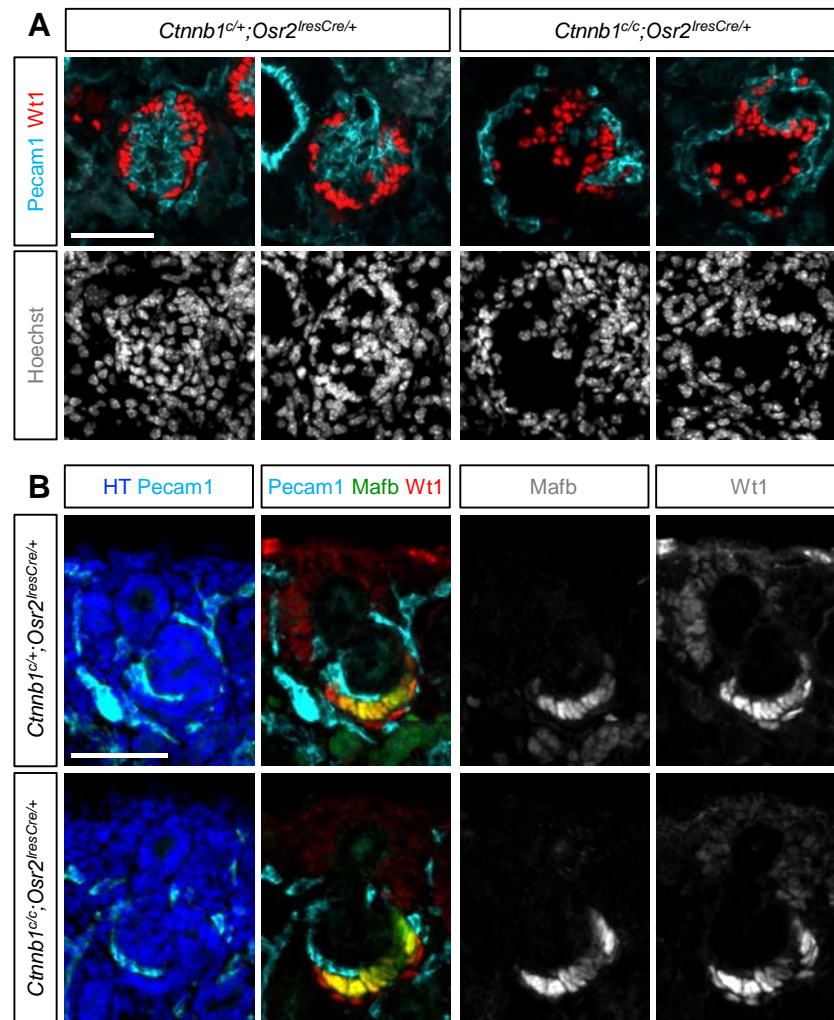 A
Ctnnb1c/+;Osr2IresCre/+
Ctnnb1c/c;Osr2IresCre/+
Pecam1 Wt1
Hoechst
B
HT Pecam1
Pecam1 Mafb Wt1
Mafb
Wt1
Ctnnb1c/+;Osr2IresCre/+
Ctnnb1c/c;Osr2IresCre/+